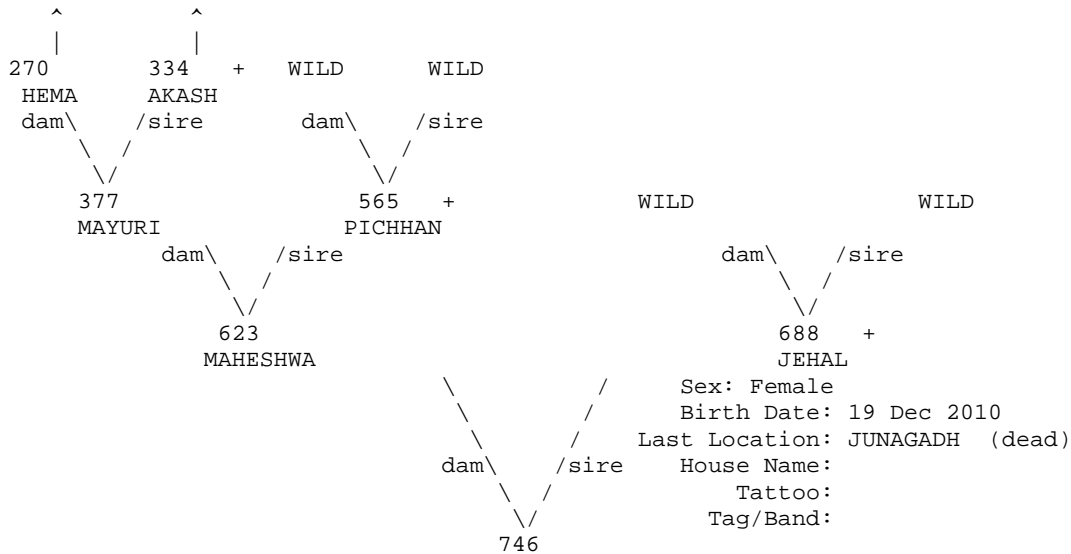 ^ ^
| |
270 334 + WILD WILD
HEMA AKASH
dam\ /sire dam\ /sire
\ / \ /
\/ \/
377 565 + WILD WILD
MAYURI PICHHAN
dam\ /sire dam\ /sire
\ / \ /
\/ \/
623 688 +
MAHESHWA JEHAL
\ / Sex: Female
\ / Birth Date: 19 Dec 2010
\ / Last Location: JUNAGADH (dead)
dam\ /sire House Name:
\ / Tattoo:
\/ Tag/Band:
746